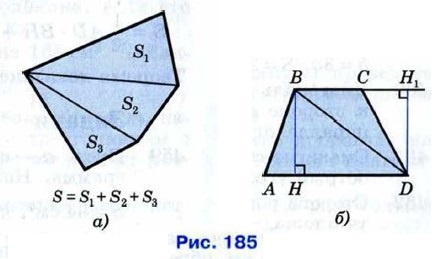 S₁
S₂
S₃
S = S₁ + S₂ + S₃
а)
B C H₁
A H D
б)
Рис. 185